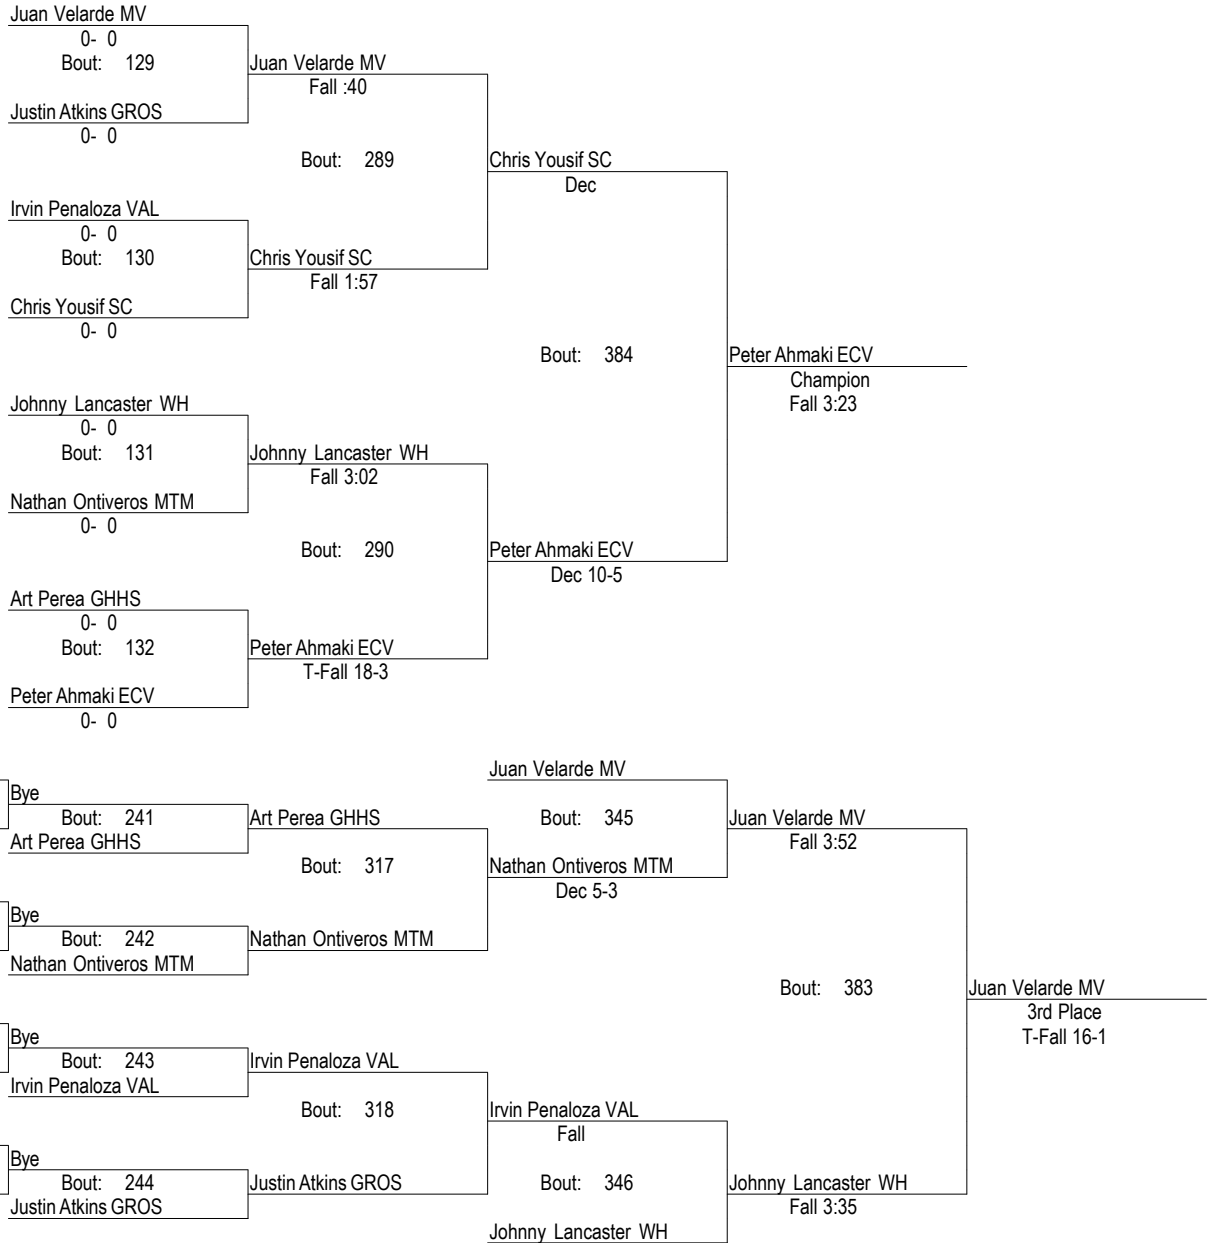 Juan Velarde MV
0- 0
Bout: 129
Juan Velarde MV
Fall :40
Justin Atkins GROS
0- 0
Bout: 289
Chris Yousif SC
Dec
Irvin Penaloza VAL
0- 0
Bout: 130
Chris Yousif SC
Fall 1:57
Chris Yousif SC
0- 0
Bout: 384
Peter Ahmaki ECV
Champion
Fall 3:23
Johnny Lancaster WH
0- 0
Bout: 131
Johnny Lancaster WH
Fall 3:02
Nathan Ontiveros MTM
0- 0
Bout: 290
Peter Ahmaki ECV
Dec 10-5
Art Perea GHHS
0- 0
Bout: 132
Peter Ahmaki ECV
T-Fall 18-3
Peter Ahmaki ECV
0- 0
Juan Velarde MV
Bye
Bout: 241
Art Perea GHHS
Bout: 345
Juan Velarde MV
Fall 3:52
Art Perea GHHS
Bout: 317
Nathan Ontiveros MTM
Dec 5-3
Bye
Bout: 242
Nathan Ontiveros MTM
Nathan Ontiveros MTM
Bout: 383
Juan Velarde MV
3rd Place
T-Fall 16-1
Bye
Bout: 243
Irvin Penaloza VAL
Irvin Penaloza VAL
Bout: 318
Irvin Penaloza VAL
Fall
Bye
Bout: 244
Justin Atkins GROS
Bout: 346
Johnny Lancaster WH
Fall 3:35
Justin Atkins GROS
Johnny Lancaster WH